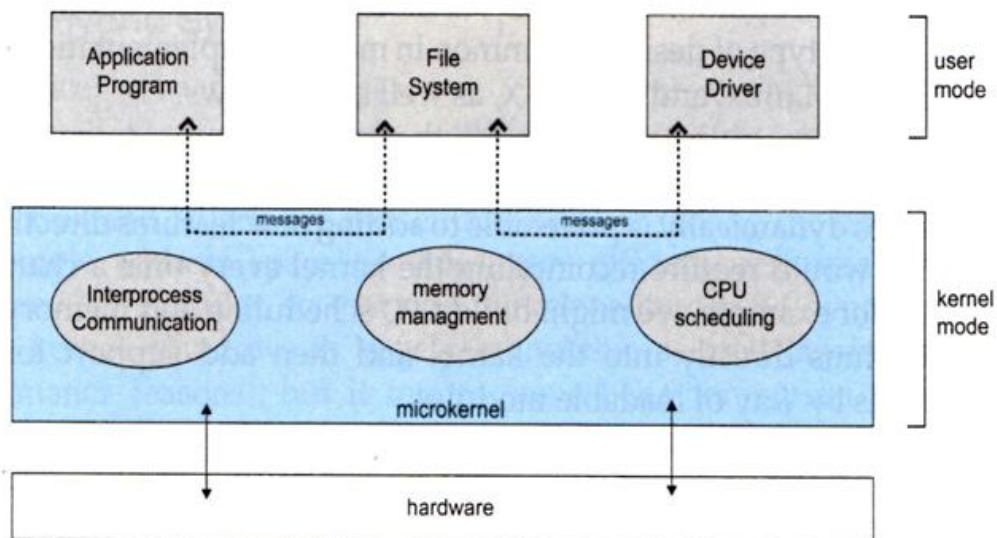 Application
Program
File
System
Device
Driver
user
mode
messages
messages
Interprocess
Communication
memory
managment
CPU
scheduling
kernel
mode
microkernel
hardware